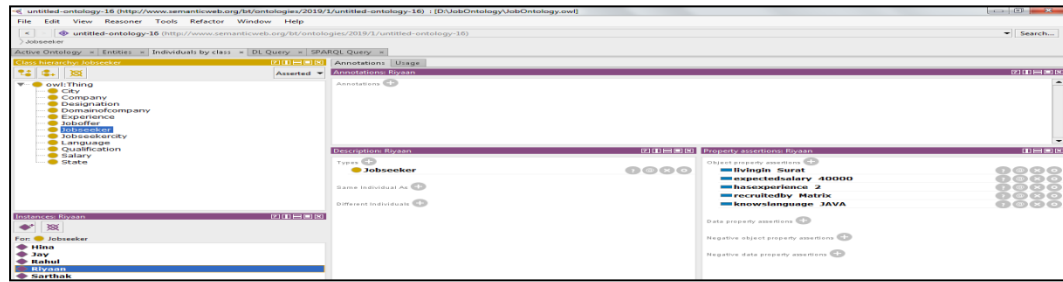 untitled-ontology-16 (http://www.semanticweb.org/bt/ontologies/2019/1/untitled-ontology-16) : [D:\JobOntology\JobOntology.owl]
File Edit View Reasoner Tools Refactor Window Help
< untitled-ontology-16 (http://www.semanticweb.org/bt/ontologies/2019/1/untitled-ontology-16) Search...
Jobseeker
Active Ontology × Entities × Individuals by class × DL Query × SPARQL Query ×
Class hierarchy: Jobseeker
Asserted
owl:Thing
City
Company
Designation
Domainofcompany
Experience
Joboffer
Jobseeker
Jobseekercity
Language
Qualification
Salary
State
Instances: Riyaan
For: Jobseeker
Hina
Jay
Rahul
Riyaan
Sarthak
Annotations Usage
Annotations: Riyaan
Annotations
Description: Riyaan
Types
Jobseeker
Same Individual As
Different Individuals
Property assertions: Riyaan
Object property assertions
livingin Surat
expectedsalary 40000
hasexperience 2
recruitedby Matrix
knowslanguage JAVA
Data property assertions
Negative object property assertions
Negative data property assertions